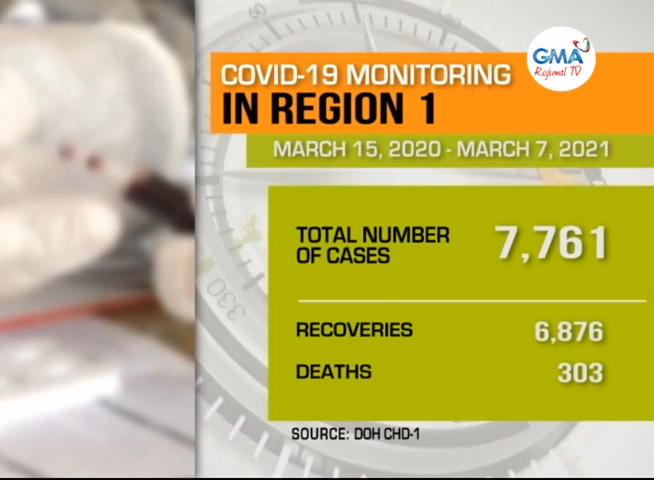 GMA
Regional TV
COVID-19 MONITORING
IN REGION 1
MARCH 15, 2020 - MARCH 7, 2021
TOTAL NUMBER
OF CASES
7,761
RECOVERIES 6,876
DEATHS 303
330
SOURCE: DOH CHD-1